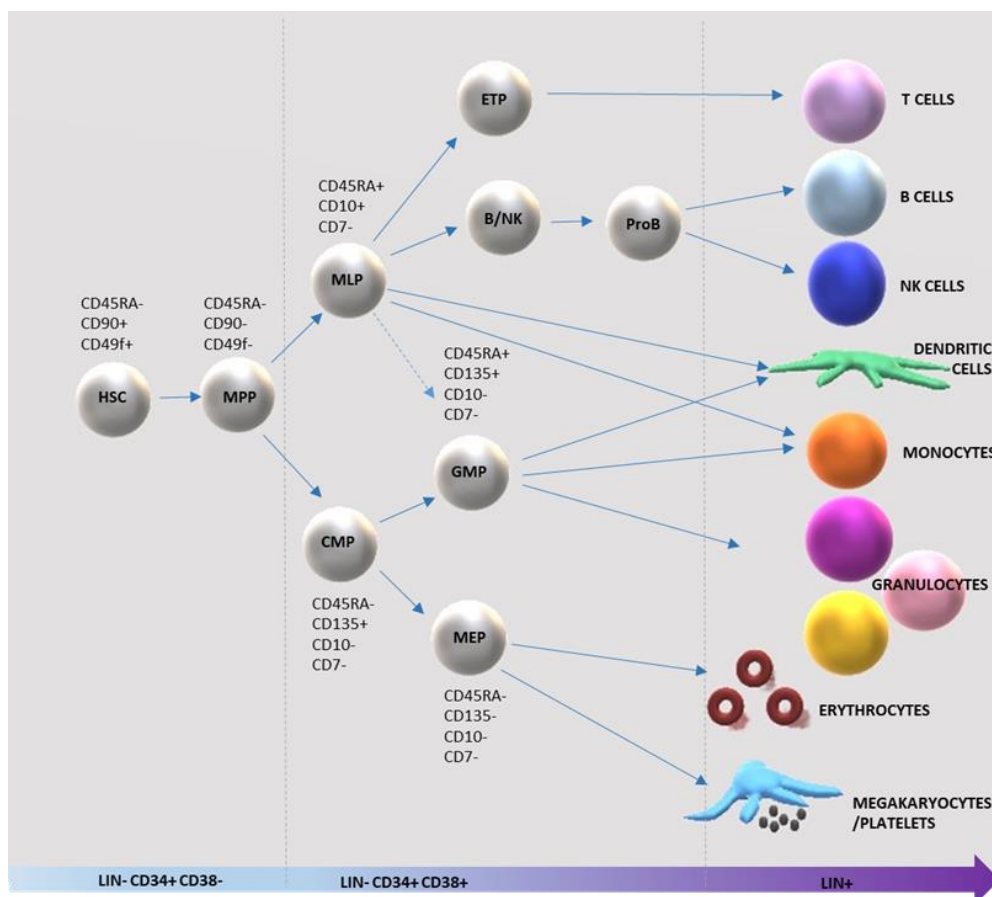 ETP
T CELLS
CD45RA+
CD10+
CD7-
B/NK
ProB
B CELLS
MLP
NK CELLS
CD45RA-
CD90+
CD49f+
CD45RA-
CD90-
CD49f-
HSC
MPP
CD45RA+
CD135+
CD10-
CD7-
DENDRITIC
CELLS
GMP
MONOCYTES
CMP
GRANULOCYTES
CD45RA-
CD135+
CD10-
CD7-
MEP
CD45RA-
CD135-
CD10-
CD7-
ERYTHROCYTES
MEGAKARYOCYTES
/PLATELETS
LIN- CD34+ CD38-
LIN- CD34+ CD38+
LIN+